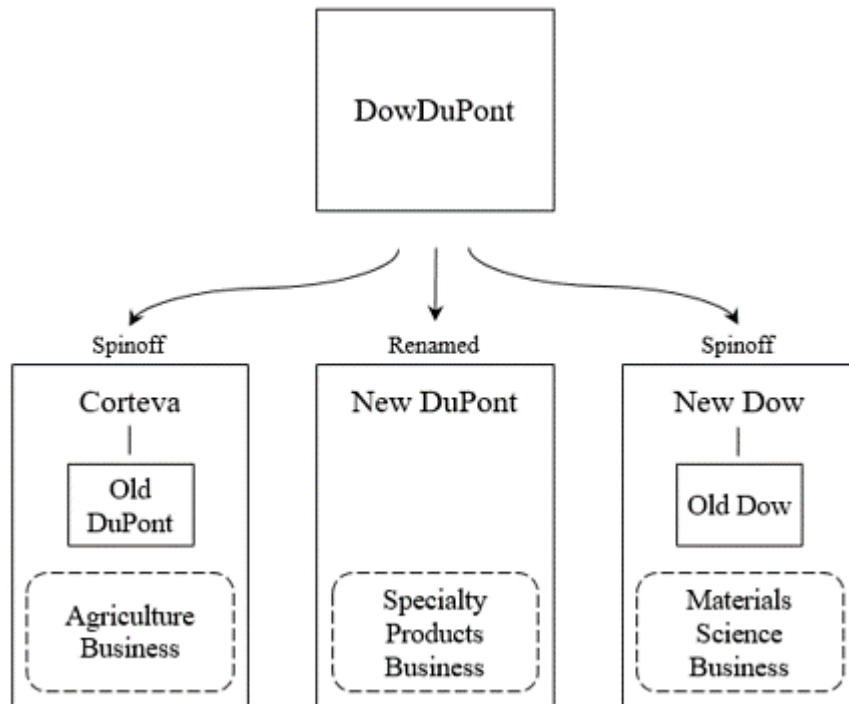 DowDuPont
Spinoff
Renamed
Spinoff
Corteva
New DuPont
New Dow
Old
DuPont
Old Dow
Agriculture
Business
Specialty
Products
Business
Materials
Science
Business